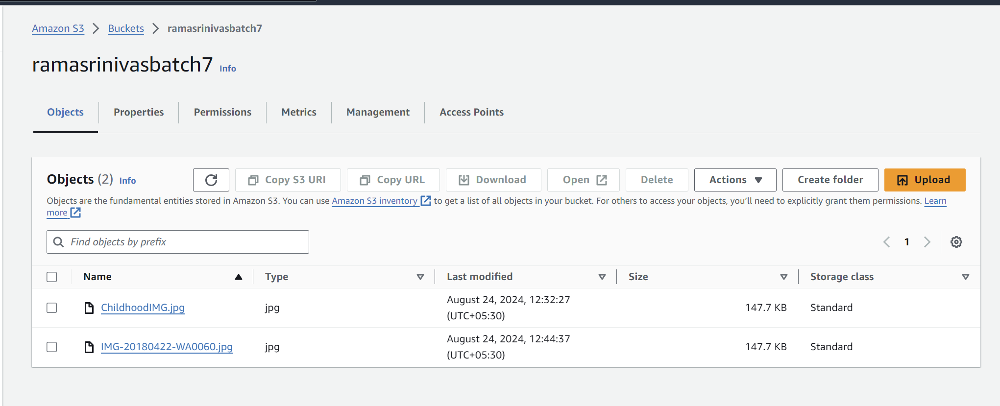 Amazon S3 Buckets ramasrinivasbatch7
ramasrinivasbatch7 Info
Objects Properties Permissions Metrics Management Access Points
Objects (2) Info Copy S3 URI Copy URL Download Open Delete Actions Create folder Upload
Objects are the fundamental entities stored in Amazon S3. You can use Amazon S3 inventory to get a list of all objects in your bucket. For others to access your objects, you’ll need to explicitly grant them permissions. Learn
more
Find objects by prefix 1
Name Type Last modified Size Storage class
ChildhoodIMG.jpg jpg August 24, 2024, 12:32:27 (UTC+05:30) 147.7 KB Standard
IMG-20180422-WA0060.jpg jpg August 24, 2024, 12:44:37 (UTC+05:30) 147.7 KB Standard